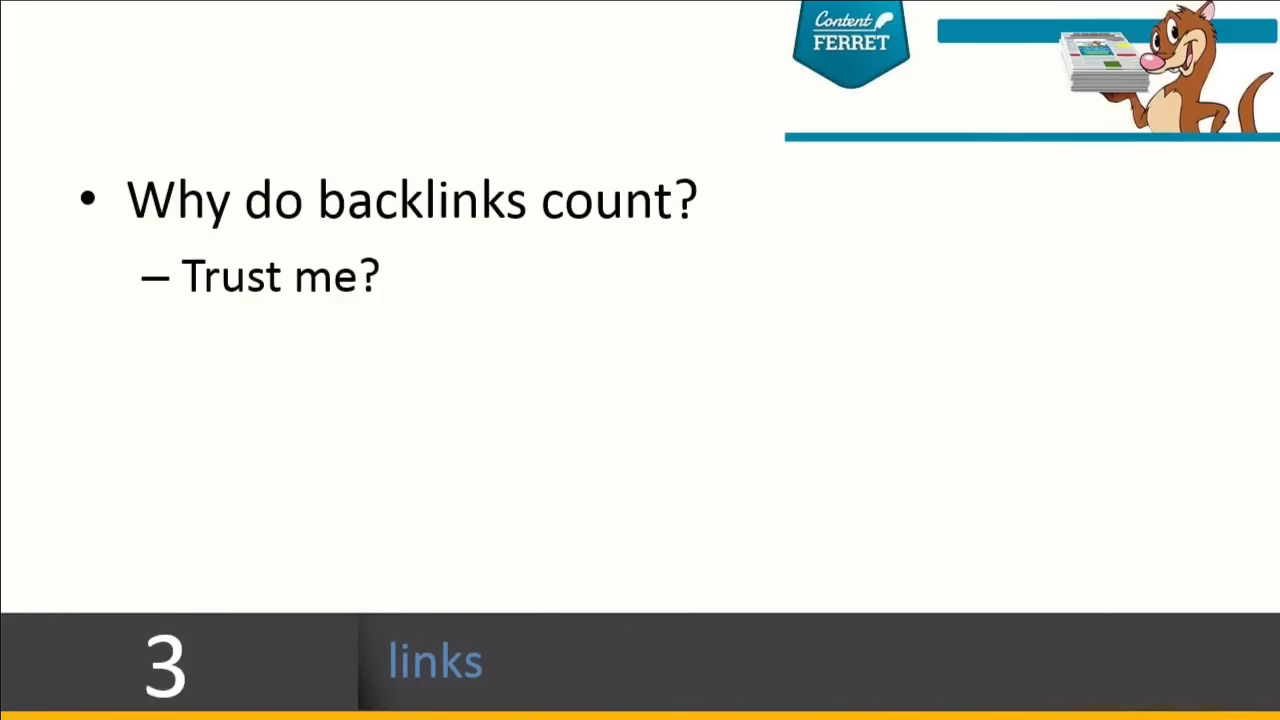 Content
FERRET
• Why do backlinks count?
– Trust me?
3
links